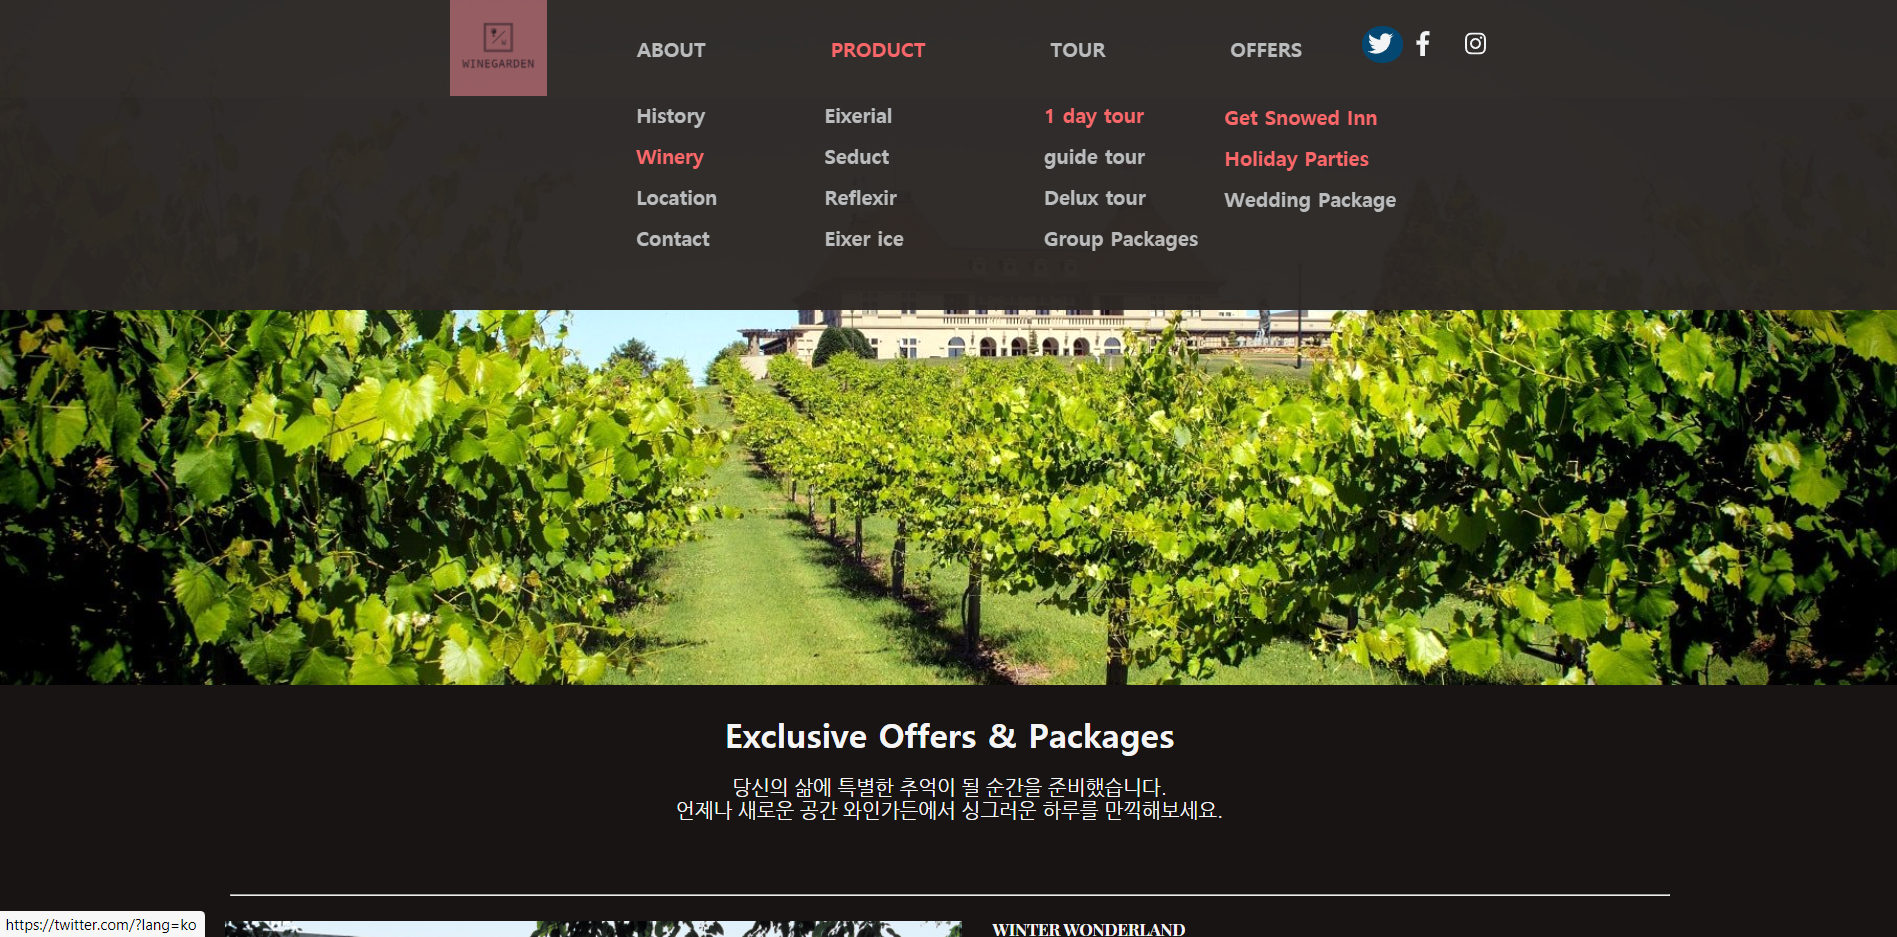 WINEGARDEN
ABOUT
PRODUCT
TOUR
OFFERS
History
Winery
Location
Contact
Eixerial
Seduct
Reflexir
Eixer ice
1 day tour
guide tour
Delux tour
Group Packages
Get Snowed Inn
Holiday Parties
Wedding Package
Exclusive Offers & Packages
당신의 삶에 특별한 추억이 될 순간을 준비했습니다.
언제나 새로운 공간 와인가든에서 싱그러운 하루를 만끽해보세요.
WINTER WONDERLAND
https://twitter.com/?lang=ko